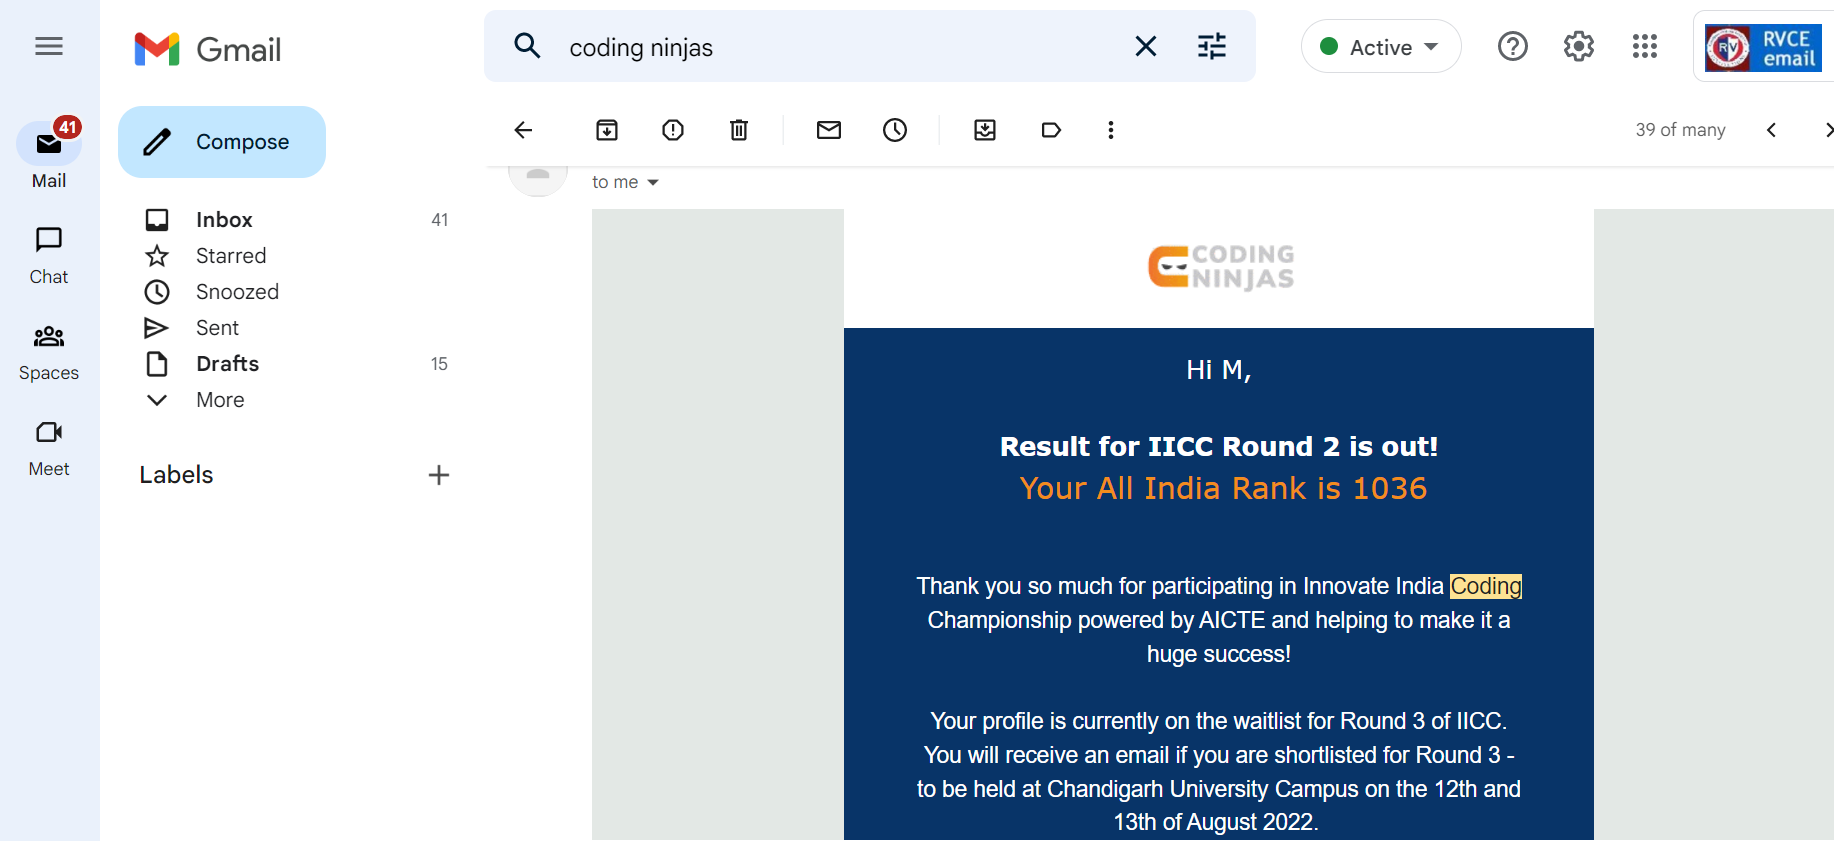 Gmail
coding ninjas
Active
RVCE
email
41
Mail
Chat
Spaces
Meet
Compose
Inbox 41
Starred
Snoozed
Sent
Drafts 15
More
Labels
39 of many
to me
CODING
NINJAS
Hi M,
Result for IICC Round 2 is out!
Your All India Rank is 1036
Thank you so much for participating in Innovate India Coding
Championship powered by AICTE and helping to make it a
huge success!
Your profile is currently on the waitlist for Round 3 of IICC.
You will receive an email if you are shortlisted for Round 3 -
to be held at Chandigarh University Campus on the 12th and
13th of August 2022.